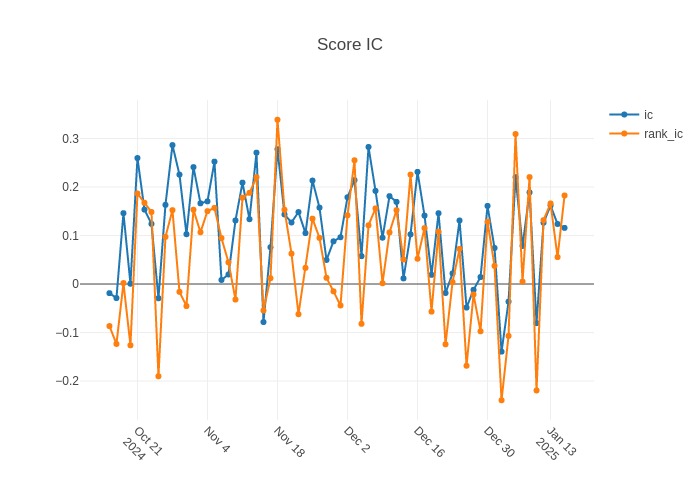 Score IC
ic
rank_ic
0.3
0.2
0.1
0
−0.1
−0.2
Oct 21
2024
Nov 4
Nov 18
Dec 2
Dec 16
Dec 30
Jan 13
2025